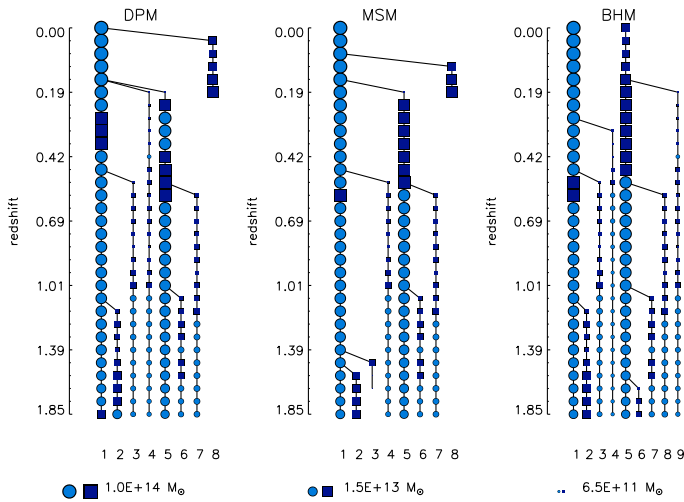 DPM MSM BHM
0.00 0.00 0.00
0.19 0.19 0.19
0.42 0.42 0.42
redshift redshift redshift
0.69 0.69 0.69
1.01 1.01 1.01
1.39 1.39 1.39
1.85 1.85 1.85
1 2 3 4 5 6 7 8 1 2 3 4 5 6 7 8 1 2 3 4 5 6 7 8 9
1.0E+14 M⊙ 1.5E+13 M⊙ 6.5E+11 M⊙